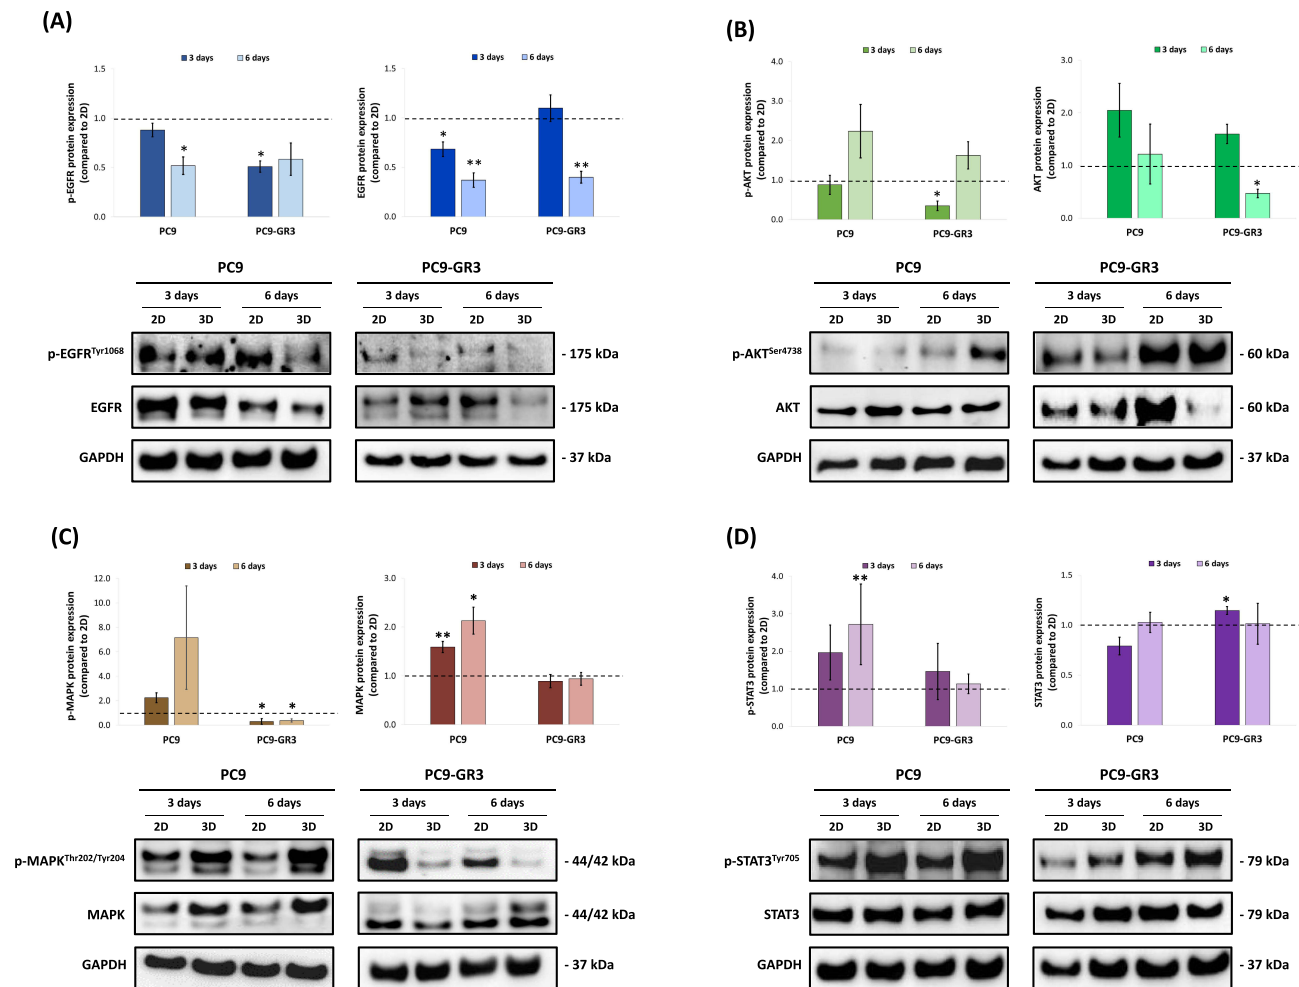 (A)
3 days 6 days
p-EGFR protein expression
(compared to 2D)
1.5
1.0
0.5
0.0
*
*
PC9 PC9-GR3
3 days 6 days
EGFR protein expression
(compared to 2D)
1.5
1.0
0.5
0.0
*
**
**
PC9 PC9-GR3
PC9 PC9-GR3
3 days 6 days 3 days 6 days
2D 3D 2D 3D 2D 3D 2D 3D
p-EGFRTyr1068 - 175 kDa
EGFR - 175 kDa
GAPDH - 37 kDa
(B)
3 days 6 days
p-AKT protein expression
(compared to 2D)
4.0
3.0
2.0
1.0
0.0
*
PC9 PC9-GR3
3 days 6 days
AKT protein expression
(compared to 2D)
3.0
2.0
1.0
0.0
*
PC9 PC9-GR3
PC9 PC9-GR3
3 days 6 days 3 days 6 days
2D 3D 2D 3D 2D 3D 2D 3D
p-AKTSer4738 - 60 kDa
AKT - 60 kDa
GAPDH - 37 kDa
(C)
3 days 6 days
p-MAPK protein expression
(compared to 2D)
12.0
10.0
8.0
6.0
4.0
2.0
0.0
* *
PC9 PC9-GR3
3 days 6 days
MAPK protein expression
(compared to 2D)
3.0
2.0
1.0
0.0
**
*
PC9 PC9-GR3
PC9 PC9-GR3
3 days 6 days 3 days 6 days
2D 3D 2D 3D 2D 3D 2D 3D
p-MAPKThr202/Tyr204 - 44/42 kDa
MAPK - 44/42 kDa
GAPDH - 37 kDa
(D)
3 days 6 days
p-STAT3 protein expression
(compared to 2D)
4.0
3.0
2.0
1.0
0.0
**
PC9 PC9-GR3
3 days 6 days
STAT3 protein expression
(compared to 2D)
1.5
1.0
0.5
0.0
*
PC9 PC9-GR3
PC9 PC9-GR3
3 days 6 days 3 days 6 days
2D 3D 2D 3D 2D 3D 2D 3D
p-STAT3Tyr705 - 79 kDa
STAT3 - 79 kDa
GAPDH - 37 kDa